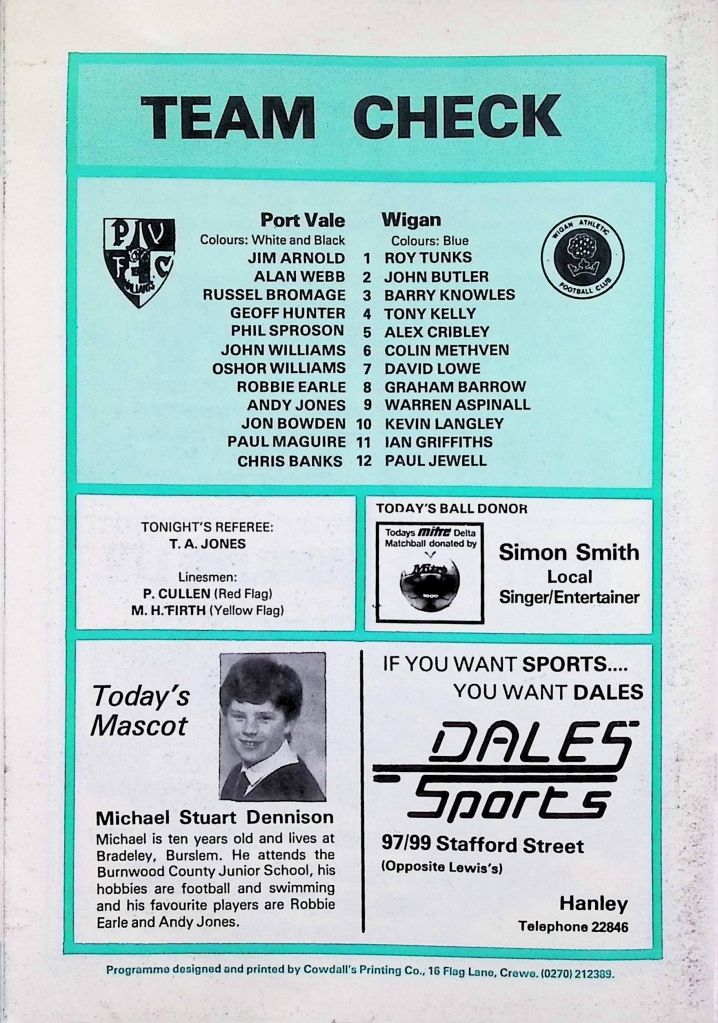 TEAM CHECK
Port Vale Wigan
Colours: White and Black Colours: Blue
JIM ARNOLD 1 ROY TUNKS
ALAN WEBB 2 JOHN BUTLER
RUSSEL BROMAGE 3 BARRY KNOWLES
GEOFF HUNTER 4 TONY KELLY
PHIL SPROSON 5 ALEX CRIBLEY
JOHN WILLIAMS 6 COLIN METHVEN
OSHOR WILLIAMS 7 DAVID LOWE
ROBBIE EARLE 8 GRAHAM BARROW
ANDY JONES 9 WARREN ASPINALL
JON BOWDEN 10 KEVIN LANGLEY
PAUL MAGUIRE 11 IAN GRIFFITHS
CHRIS BANKS 12 PAUL JEWELL
P V
F C
WIGAN ATHLETIC
FOOTBALL CLUB
TONIGHT'S REFEREE:
T. A. JONES
Linesmen:
P. CULLEN (Red Flag)
M. H. FIRTH (Yellow Flag)
TODAY'S BALL DONOR
Todays mitre Delta
Matchball donated by
Mitre
Simon Smith
Local
Singer/Entertainer
Today's
Mascot
Michael Stuart Dennison
Michael is ten years old and lives at
Bradeley, Burslem. He attends the
Burnwood County Junior School, his
hobbies are football and swimming
and his favourite players are Robbie
Earle and Andy Jones.
IF YOU WANT SPORTS....
YOU WANT DALES
DALES
Sports
97/99 Stafford Street
(Opposite Lewis's)
Hanley
Telephone 22846
Programme designed and printed by Cowdall's Printing Co., 16 Flag Lane, Crewe. (0270) 212389.